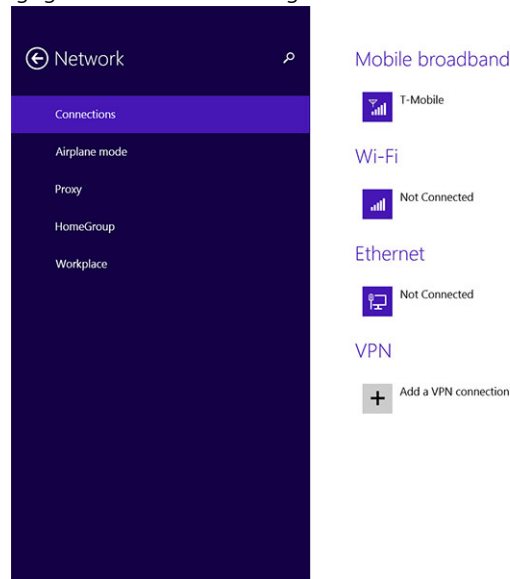 Network
Connections
Airplane mode
Proxy
HomeGroup
Workplace
Mobile broadband
T-Mobile
Wi-Fi
Not Connected
Ethernet
Not Connected
VPN
Add a VPN connection